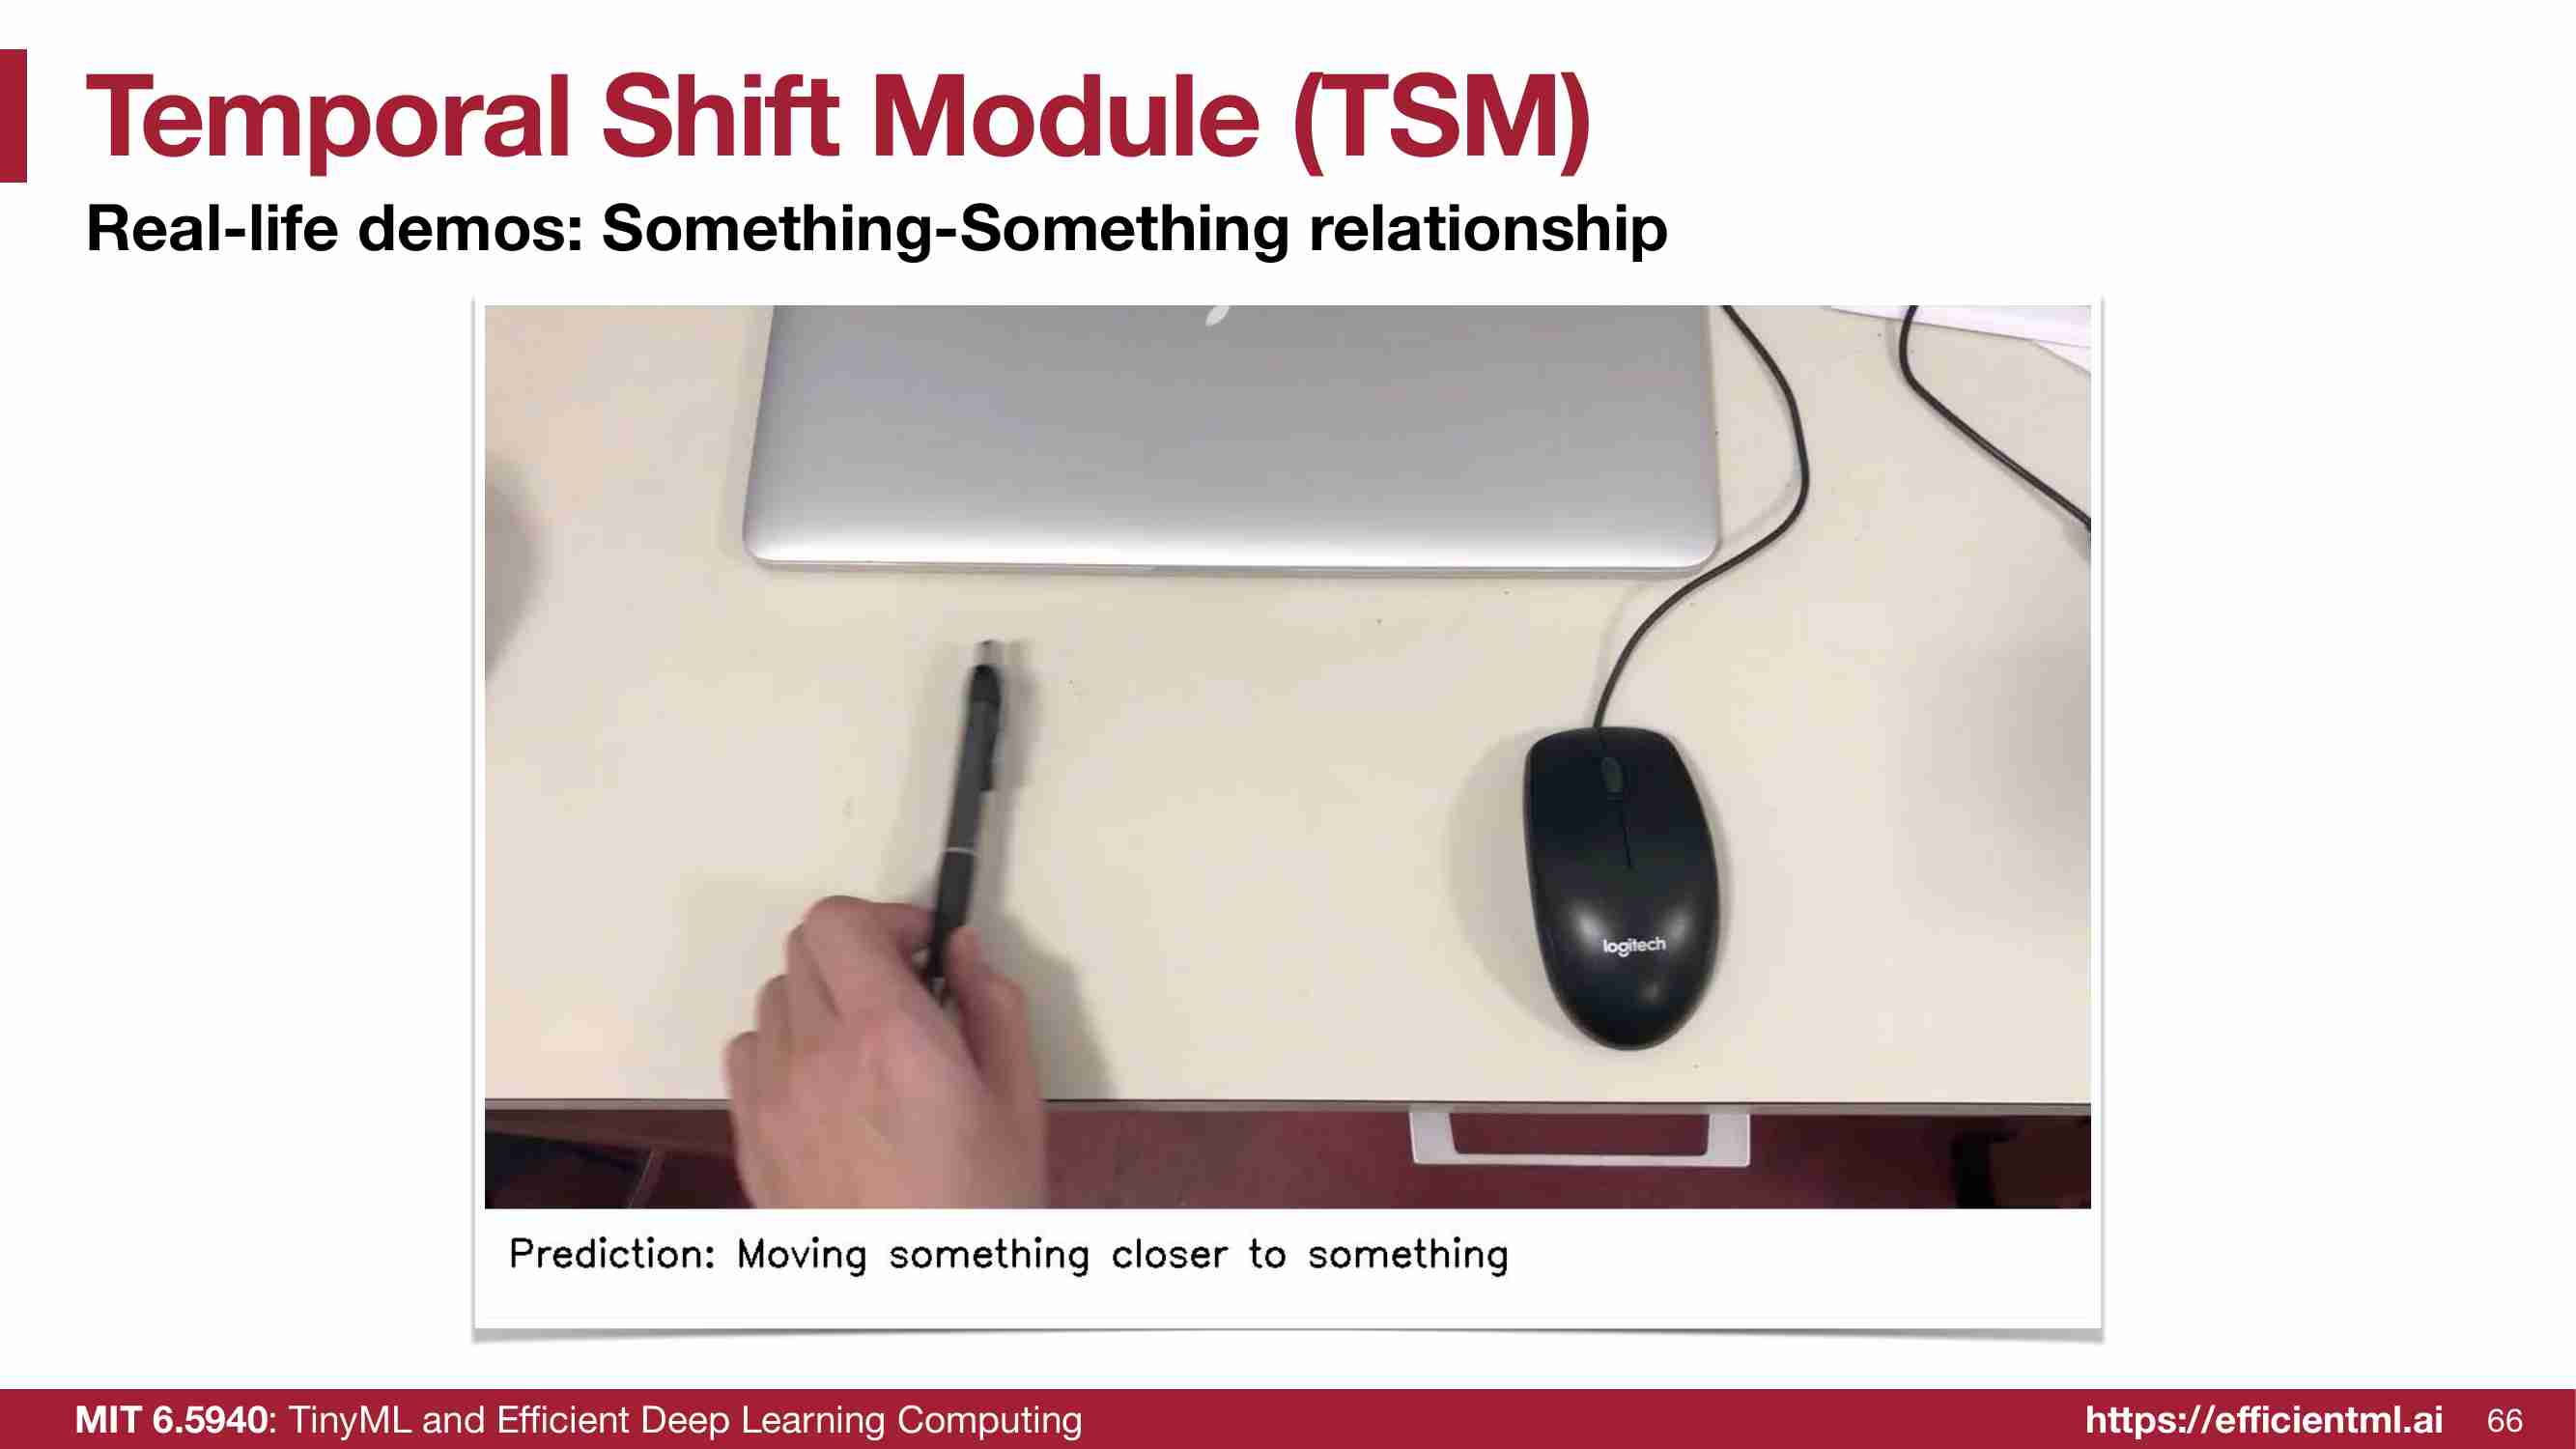 Temporal Shift Module (TSM)
Real-life demos: Something-Something relationship
logitech
Prediction: Moving something closer to something
MIT 6.5940: TinyML and Efficient Deep Learning Computing
https://efficientml.ai 66